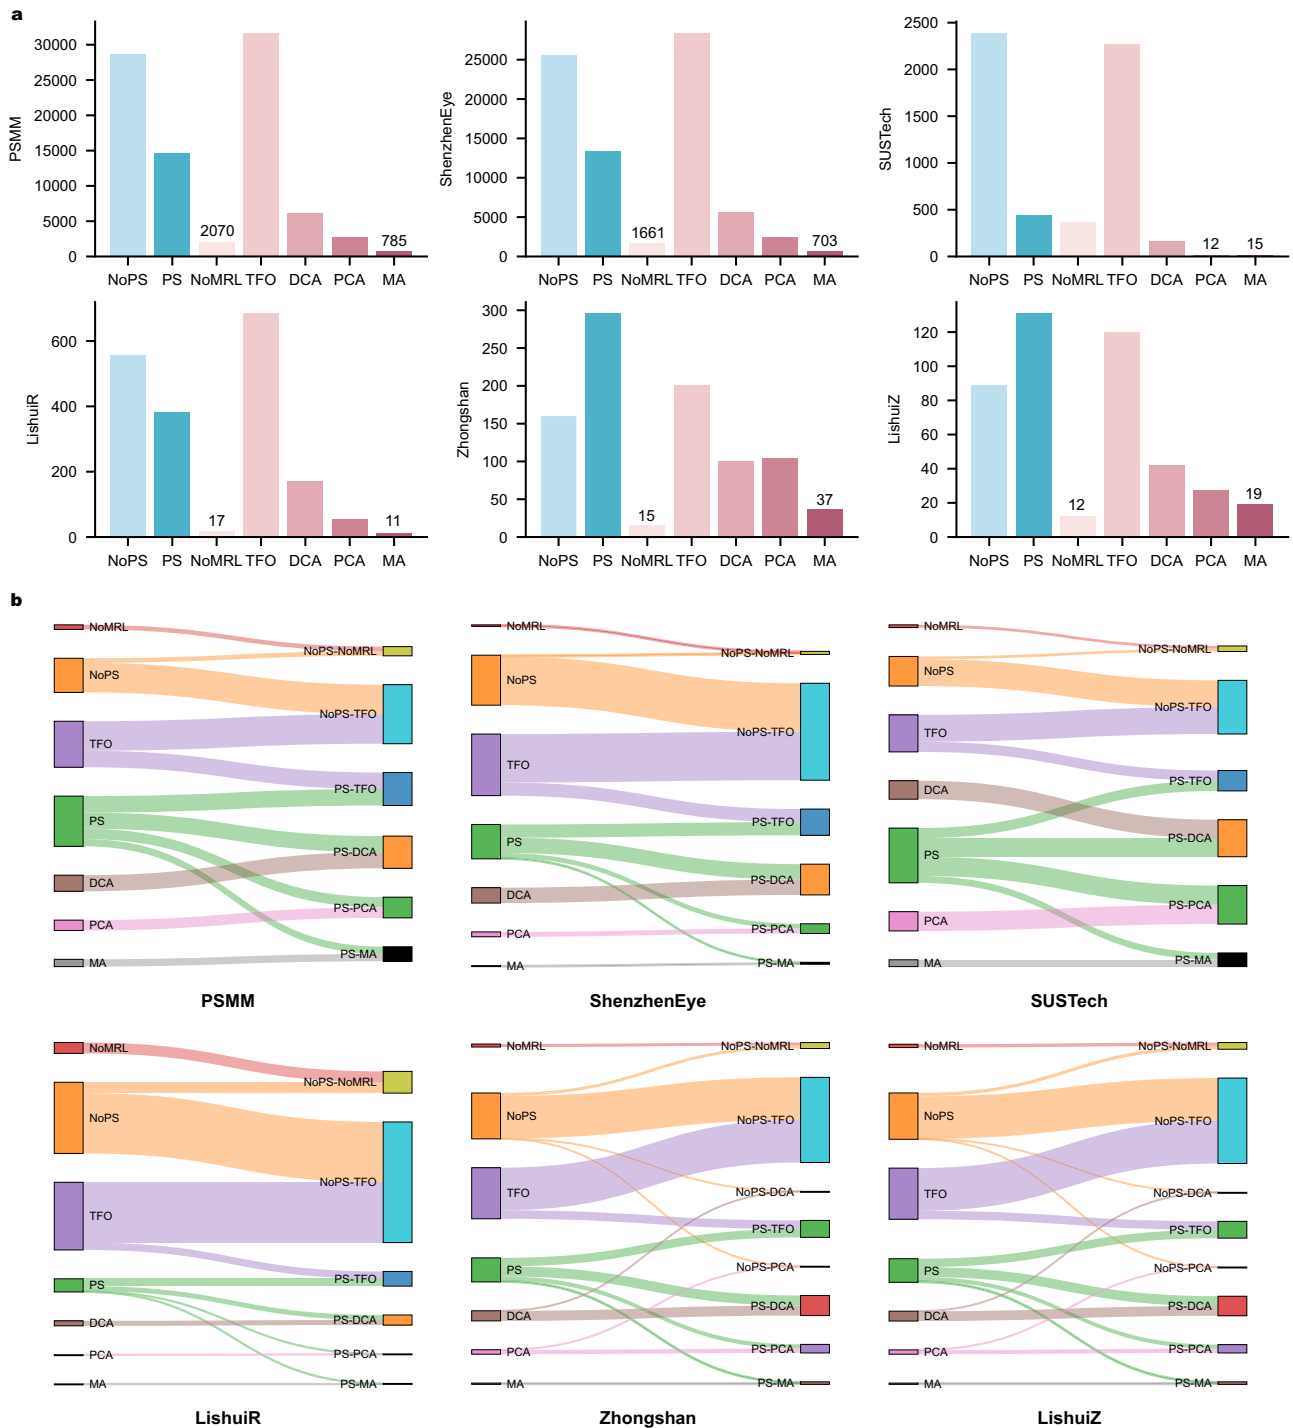 a
PSMM
30000
25000
20000
15000
10000
5000
0
2070
785
NoPS PS NoMRL TFO DCA PCA MA
ShenzhenEye
25000
20000
15000
10000
5000
0
1661
703
NoPS PS NoMRL TFO DCA PCA MA
SUSTech
2500
2000
1500
1000
500
0
12
15
NoPS PS NoMRL TFO DCA PCA MA
LishuiR
600
400
200
0
17
11
NoPS PS NoMRL TFO DCA PCA MA
Zhongshan
300
250
200
150
100
50
0
15
37
NoPS PS NoMRL TFO DCA PCA MA
LishuiZ
120
100
80
60
40
20
0
12
19
NoPS PS NoMRL TFO DCA PCA MA
b
NoMRL
NoPS-NoMRL
NoPS
NoPS-TFO
TFO
PS-TFO
PS
PS-DCA
DCA
PS-PCA
PCA
PS-MA
MA
PSMM
NoMRL
NoPS-NoMRL
NoPS
NoPS-TFO
TFO
PS-TFO
PS
PS-DCA
DCA
PS-PCA
PCA
PS-MA
MA
ShenzhenEye
NoMRL
NoPS-NoMRL
NoPS
NoPS-TFO
TFO
PS-TFO
DCA
PS-DCA
PS
PS-PCA
PCA
PS-MA
MA
SUSTech
NoMRL
NoPS-NoMRL
NoPS
NoPS-TFO
TFO
PS-TFO
PS
PS-DCA
DCA
PS-PCA
PCA
PS-MA
MA
LishuiR
NoMRL
NoPS-NoMRL
NoPS
NoPS-TFO
TFO
NoPS-DCA
PS-TFO
PS
NoPS-PCA
PS-DCA
DCA
PS-PCA
PCA
PS-MA
MA
Zhongshan
NoMRL
NoPS-NoMRL
NoPS
NoPS-TFO
TFO
NoPS-DCA
PS-TFO
PS
NoPS-PCA
PS-DCA
DCA
PS-PCA
PCA
PS-MA
MA
LishuiZ